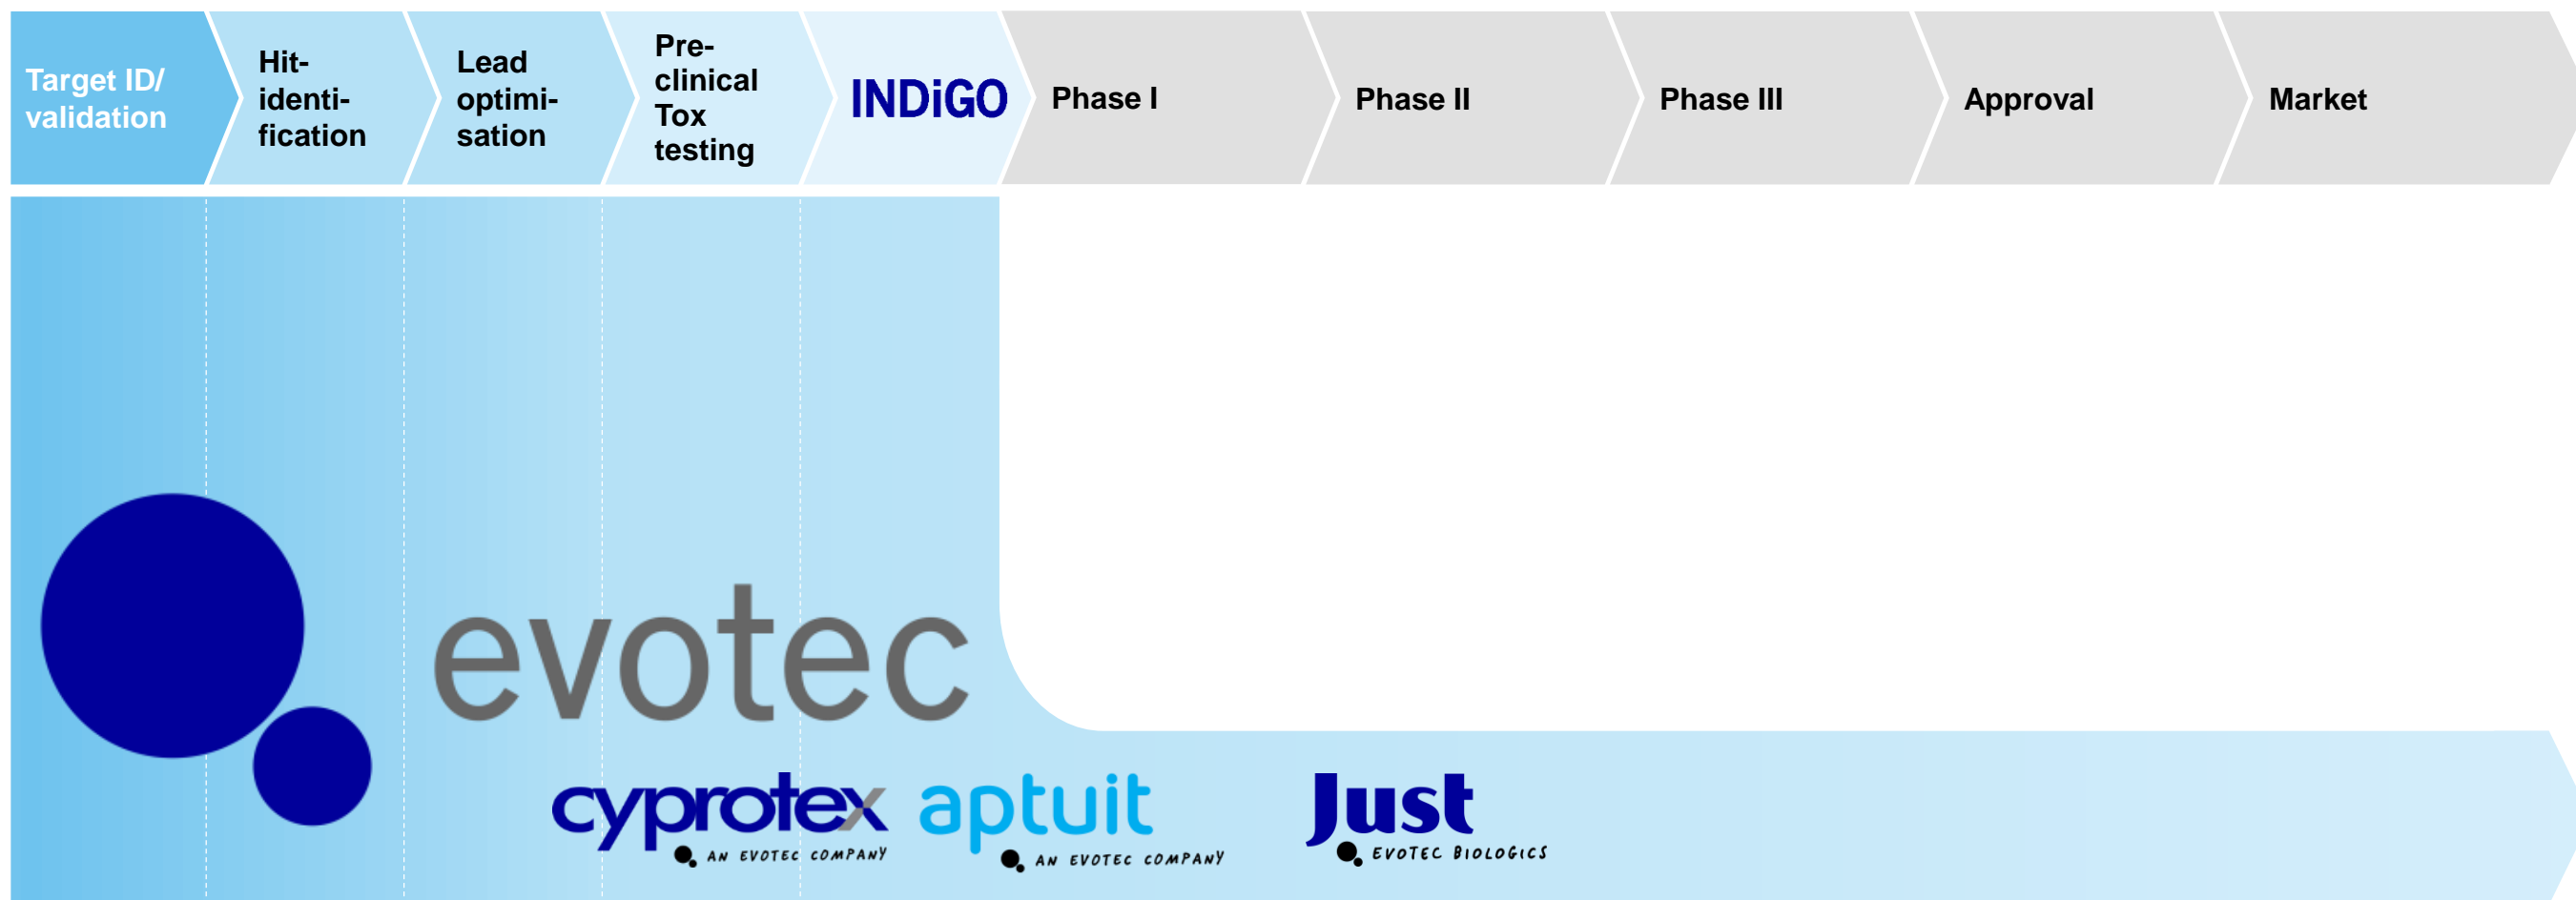 Target ID/
validation
Hit-
identi-
fication
Lead
optimi-
sation
Pre-
clinical
Tox
testing
INDiGO
Phase I
Phase II
Phase III
Approval
Market
evotec
cyprotex
AN EVOTEC COMPANY
aptuit
AN EVOTEC COMPANY
Just
EVOTEC BIOLOGICS